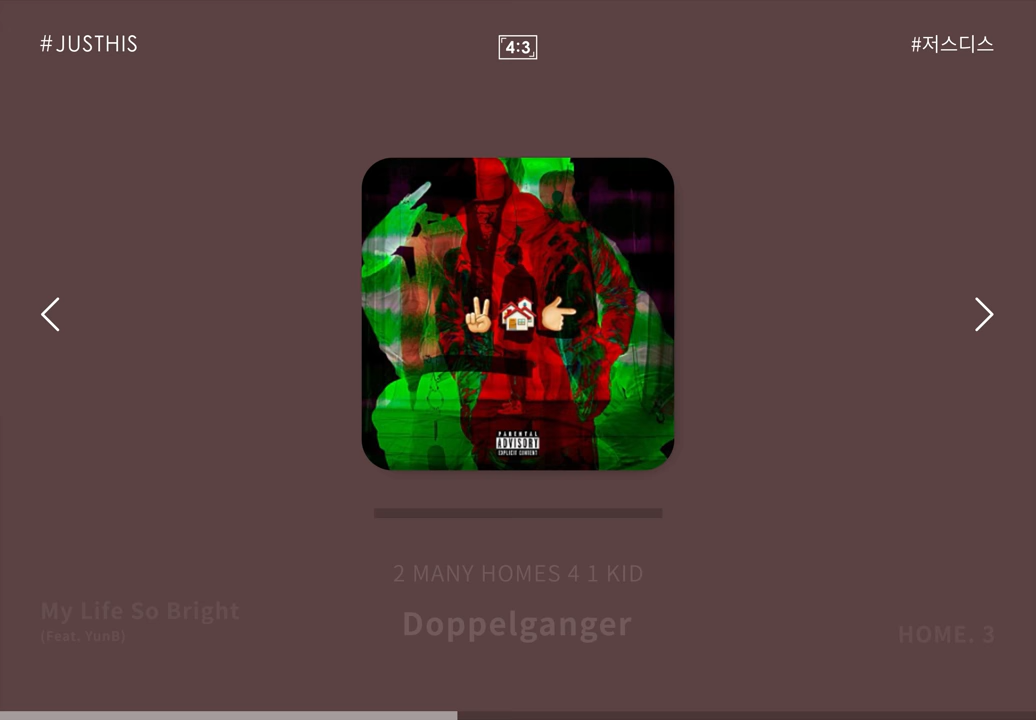 #JUSTHIS
4:3
#저스디스
PARENTAL
ADVISORY
EXPLICIT CONTENT
2 MANY HOMES 4 1 KID
My Life So Bright
(Feat. YunB)
Doppelganger
HOME. 3